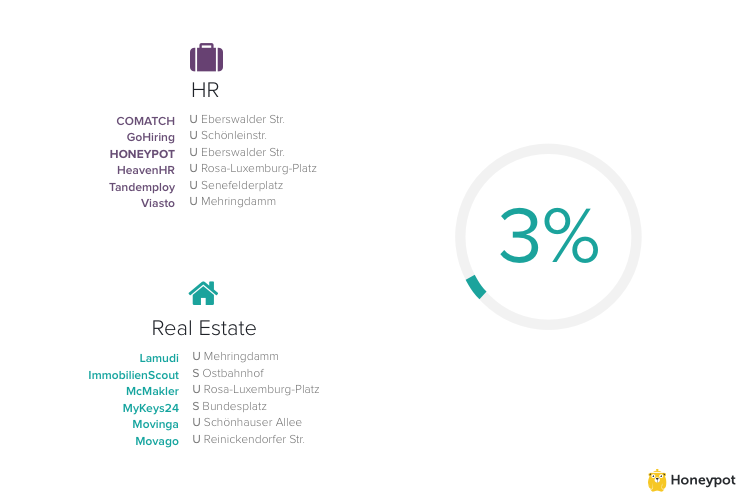 HR
COMATCH U Eberswalder Str.
GoHiring U Schönleinstr.
HONEYPOT U Eberswalder Str.
HeavenHR U Rosa-Luxemburg-Platz
Tandemploy U Senefelderplatz
Viasto U Mehringdamm
3%
Real Estate
Lamudi U Mehringdamm
ImmobilienScout S Ostbahnhof
McMakler U Rosa-Luxemburg-Platz
MyKeys24 S Bundesplatz
Movinga U Schönhauser Allee
Movago U Reinickendorfer Str.
Honeypot